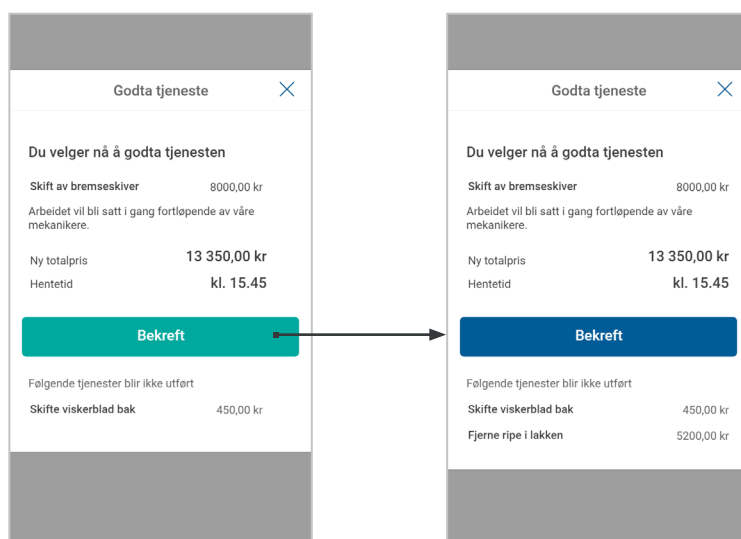 Godta tjeneste
Du velger nå å godta tjenesten
Skift av bremseskiver 8000,00 kr
Arbeidet vil bli satt i gang fortløpende av våre
mekanikere.
Ny totalpris 13 350,00 kr
Hentetid kl. 15.45
Bekreft
Følgende tjenester blir ikke utført
Skifte viskerblad bak 450,00 kr
Godta tjeneste
Du velger nå å godta tjenesten
Skift av bremseskiver 8000,00 kr
Arbeidet vil bli satt i gang fortløpende av våre
mekanikere.
Ny totalpris 13 350,00 kr
Hentetid kl. 15.45
Bekreft
Følgende tjenester blir ikke utført
Skifte viskerblad bak 450,00 kr
Fjerne ripe i lakken 5200,00 kr